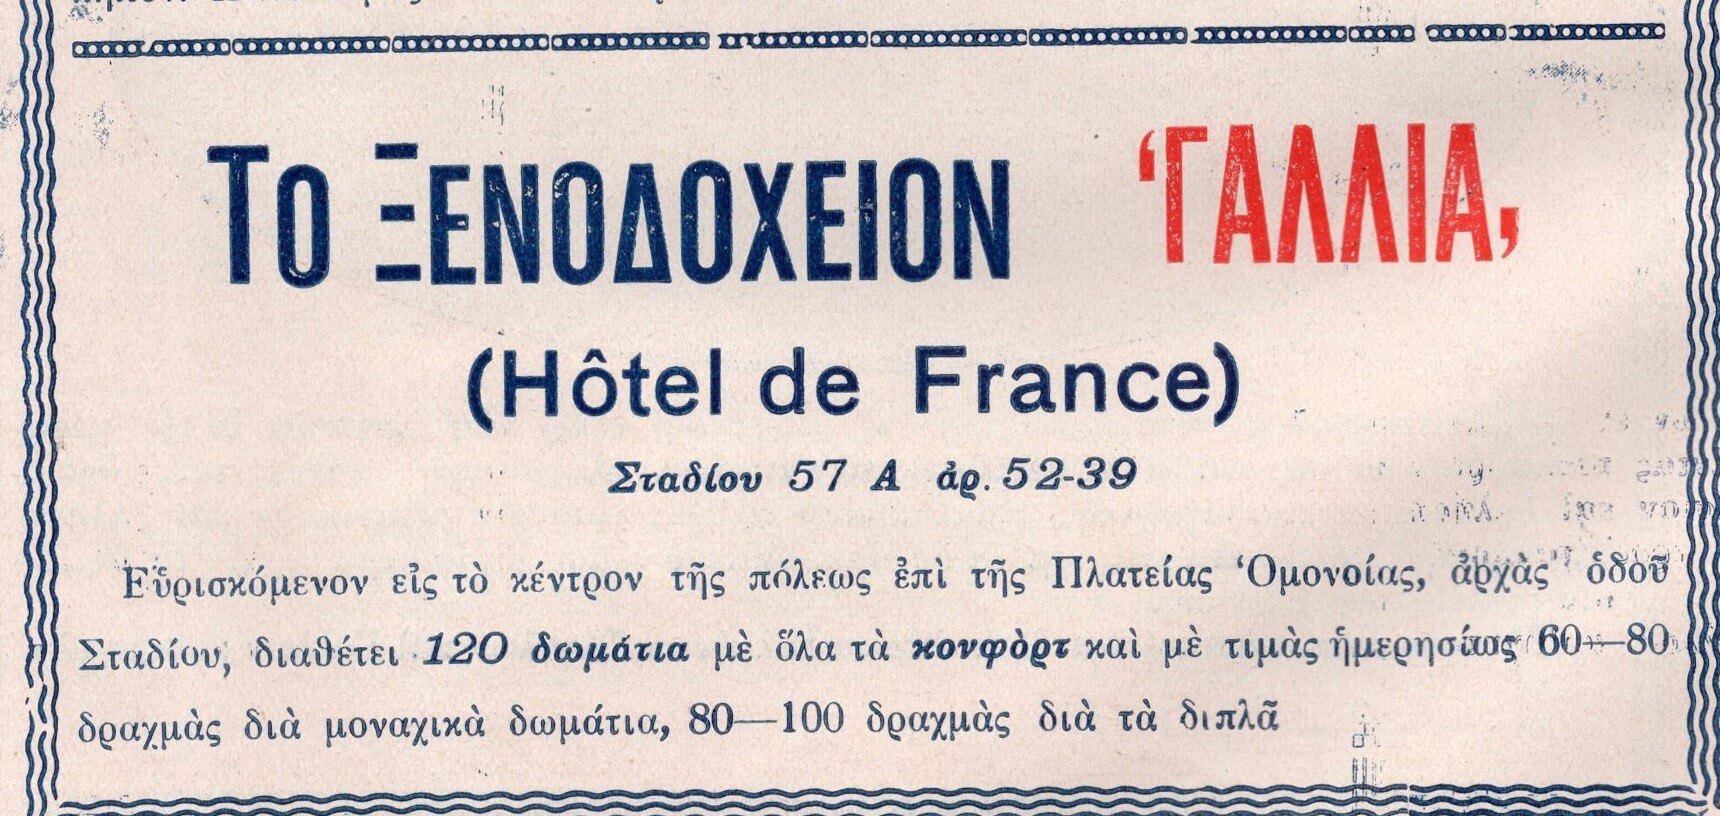 ΤΟ ΞΕΝΟΔΟΧΕΙΟΝ ‘ΓΑΛΛΙΑ,
(Hôtel de France)
Σταδίου 57 Α ἀρ. 52-39
Εὑρισκόμενον εἰς τὸ κέντρον τῆς πόλεως ἐπὶ τῆς Πλατείας Ὁμονοίας, ἀρχὰς ὁδοῦ
Σταδίου, διαθέτει 120 δωμάτια μὲ ὅλα τὰ κονφὸρτ καὶ μὲ τιμὰς ἡμερησίως 60—80
δραχμὰς διὰ μοναχικὰ δωμάτια, 80—100 δραχμὰς διὰ τὰ διπλᾶ